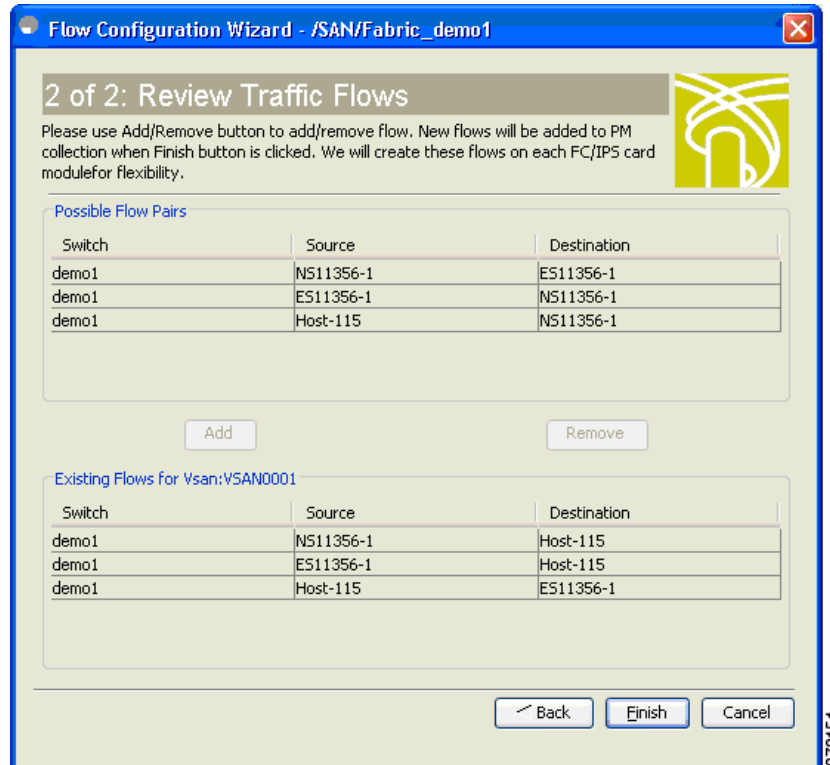 Flow Configuration Wizard - /SAN/Fabric_demo1
2 of 2: Review Traffic Flows
Please use Add/Remove button to add/remove flow. New flows will be added to PM
collection when Finish button is clicked. We will create these flows on each FC/IPS card
modulefor flexibility.
Possible Flow Pairs
Switch Source Destination
demo1 NS11356-1 ES11356-1
demo1 ES11356-1 NS11356-1
demo1 Host-115 NS11356-1
Add Remove
Existing Flows for Vsan:VSAN0001
Switch Source Destination
demo1 NS11356-1 Host-115
demo1 ES11356-1 Host-115
demo1 Host-115 ES11356-1
Back Finish Cancel